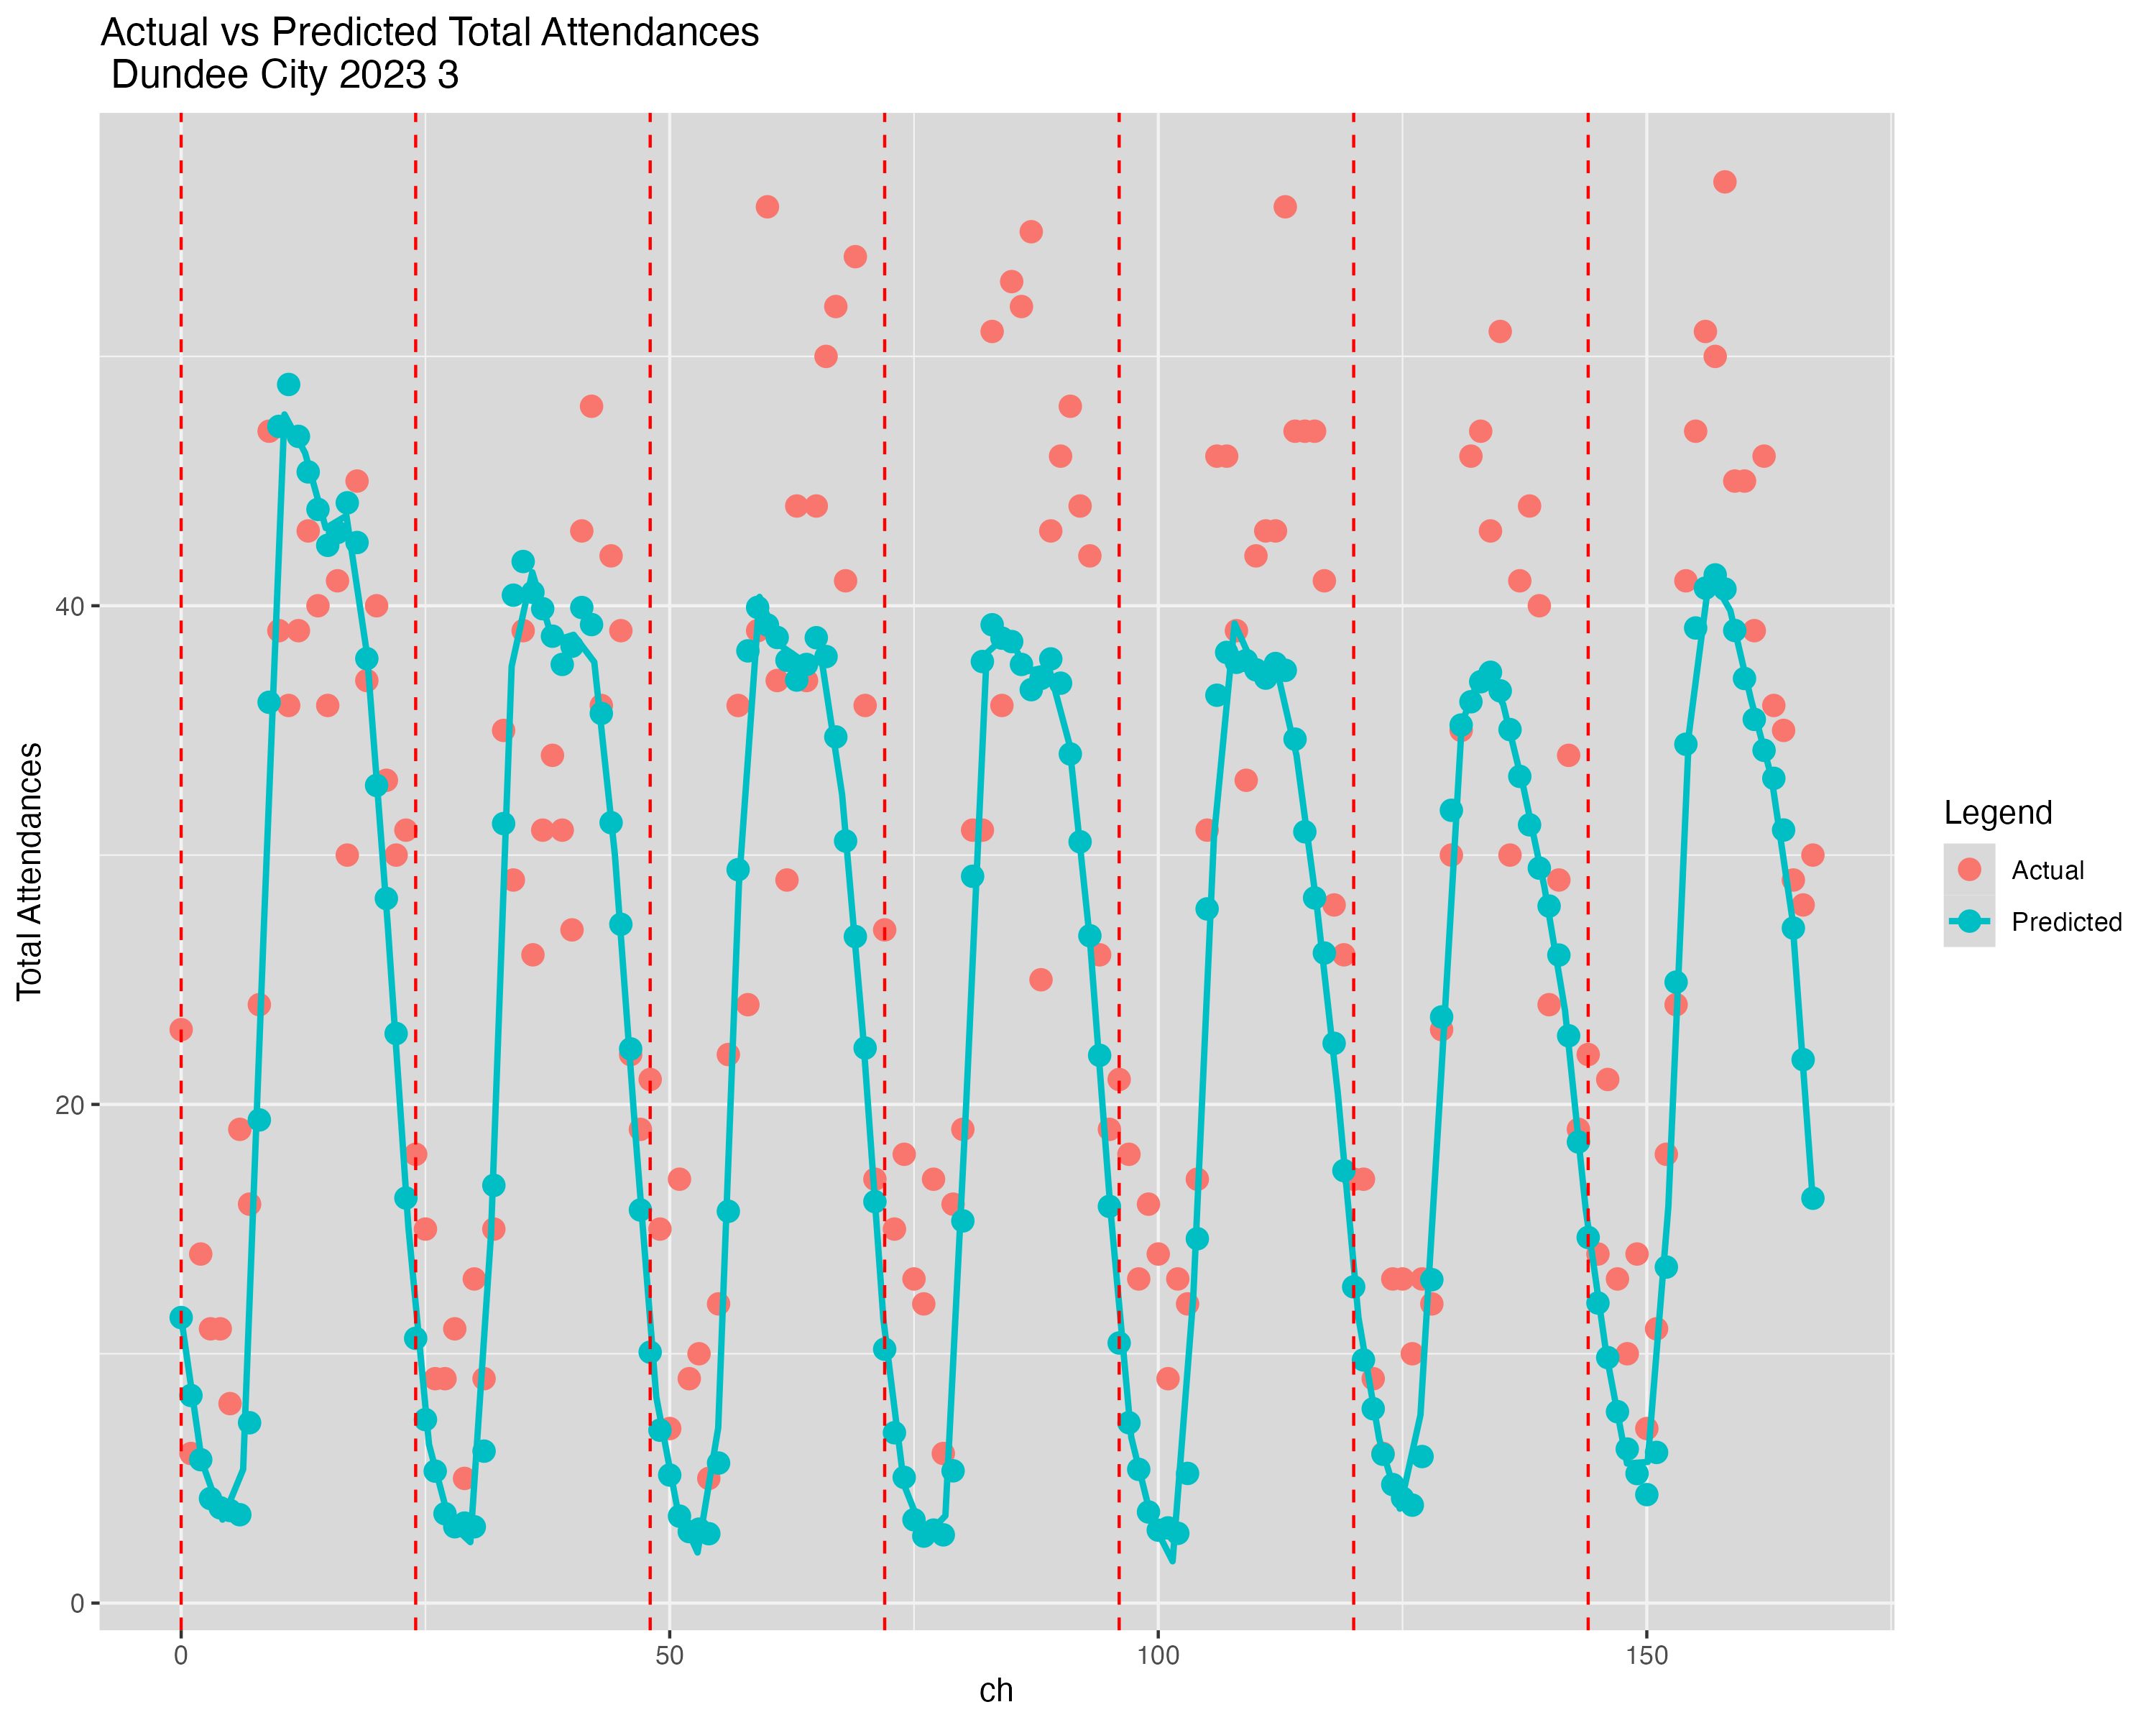 Actual vs Predicted Total Attendances
Dundee City 2023 3
Total Attendances
40
20
0
0
50
100
150
ch
Legend
Actual
Predicted